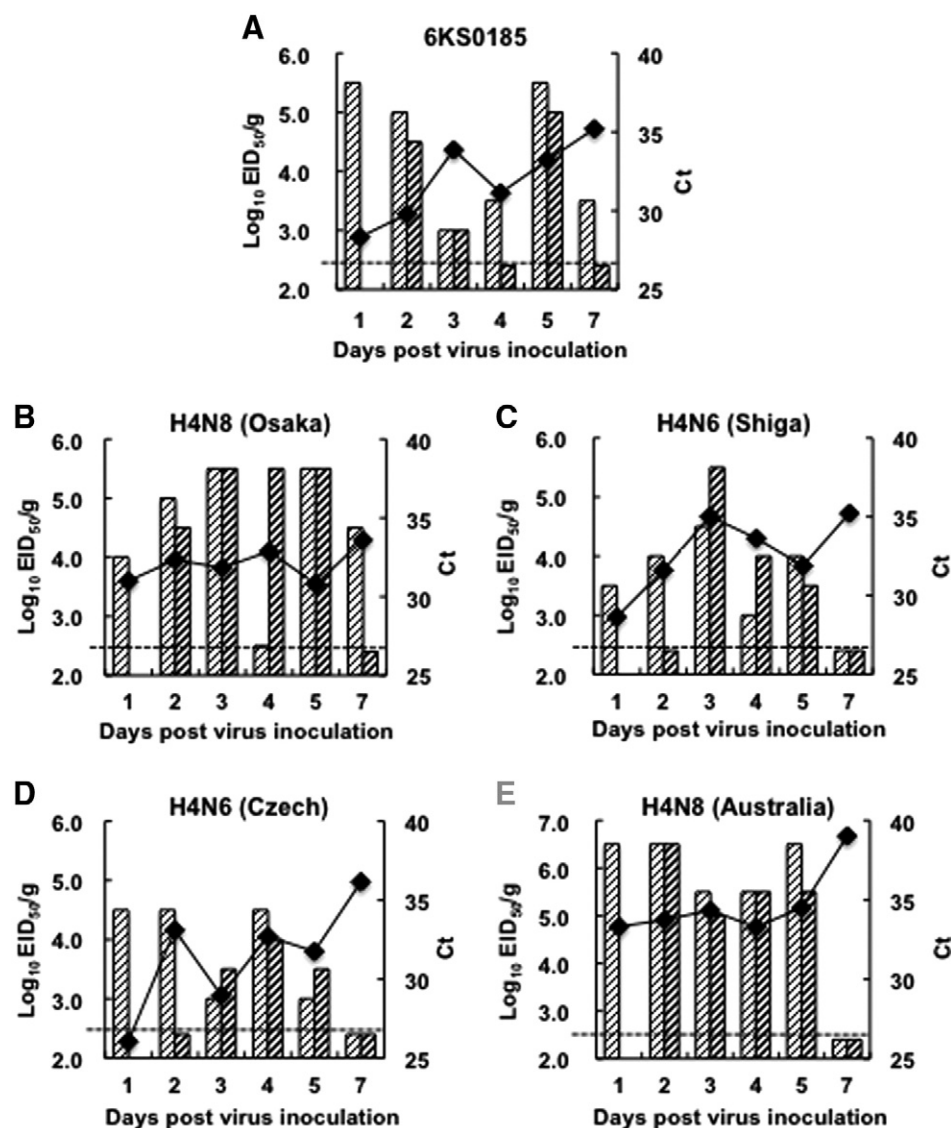 A
6KS0185
6.0
5.0
4.0
3.0
2.0
Log10 EID50/g
40
35
30
25
Ct
1 2 3 4 5 7
Days post virus inoculation
B
H4N8 (Osaka)
6.0
5.0
4.0
3.0
2.0
Log10 EID50/g
40
35
30
25
Ct
1 2 3 4 5 7
Days post virus inoculation
C
H4N6 (Shiga)
6.0
5.0
4.0
3.0
2.0
Log10 EID50/g
40
35
30
25
Ct
1 2 3 4 5 7
Days post virus inoculation
D
H4N6 (Czech)
6.0
5.0
4.0
3.0
2.0
Log10 EID50/g
40
35
30
25
Ct
1 2 3 4 5 7
Days post virus inoculation
E
H4N8 (Australia)
7.0
6.0
5.0
4.0
3.0
2.0
Log10 EID50/g
40
35
30
25
Ct
1 2 3 4 5 7
Days post virus inoculation